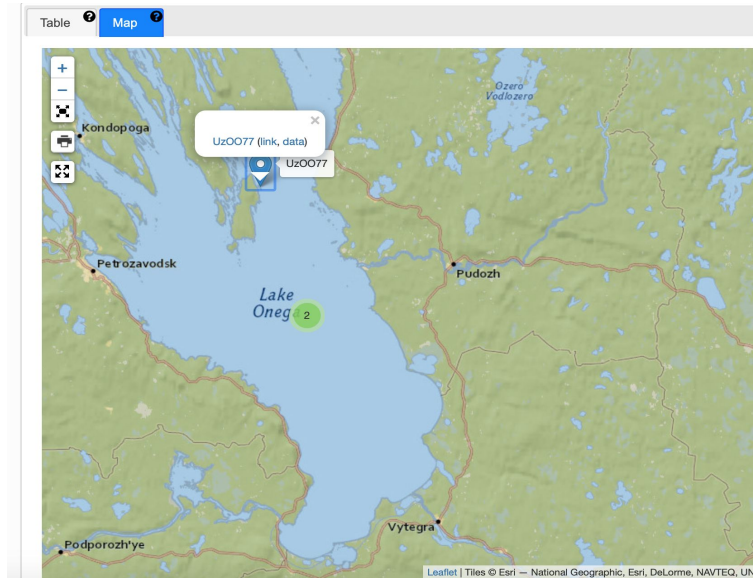 Table ?
Map ?
+
−
Ozero
Vodlozero
Kondopoga
×
UzOO77 (link, data)
UzOO77
Petrozavodsk
Pudozh
Lake
Oneg
2
Vytegra
Podporozh'ye
Leaflet | Tiles © Esri — National Geographic, Esri, DeLorme, NAVTEQ, UN